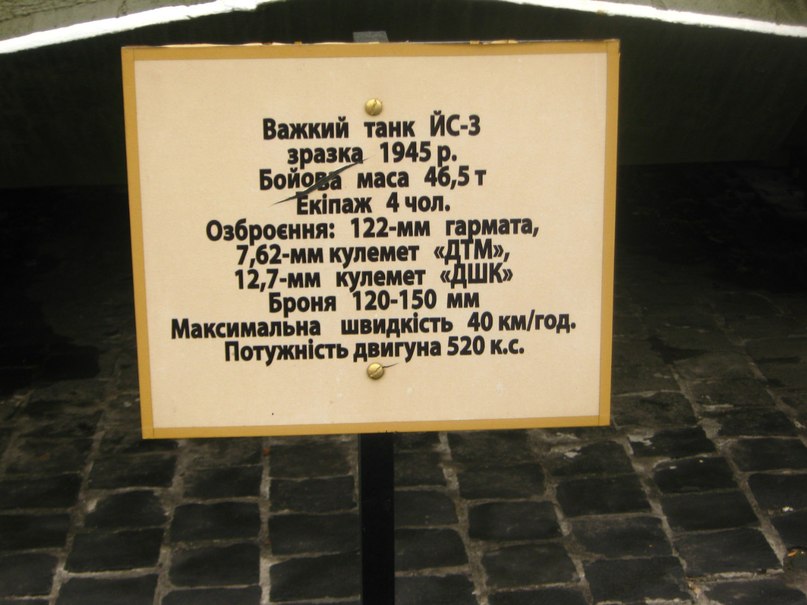 Важкий танк ЙС-3
зразка 1945 р.
Бойова маса 46,5 т
Екіпаж 4 чол.
Озброєння: 122-мм гармата,
7,62-мм кулемет «ДТМ»,
12,7-мм кулемет «ДШК»
Броня 120-150 мм
Максимальна швидкість 40 км/год.
Потужність двигуна 520 к.с.